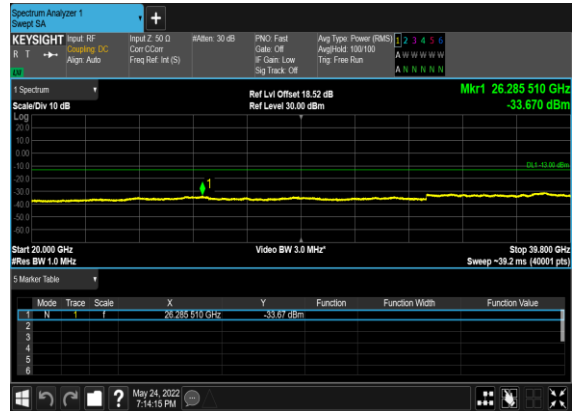 Spectrum Analyzer 1
Swept SA
KEYSIGHT Input: RF Input Z: 50 Ω #Atten: 30 dB PNO: Fast Avg Type: Power (RMS) 1 2 3 4 5 6
R T Coupling: DC Corr CCorr Gate: Off Avg|Hold: 100/100 A W W W W W
Align: Auto Freq Ref: Int (S) IF Gain: Low Trig: Free Run
LW Sig Track: Off A N N N N N
1 Spectrum Ref Lvl Offset 18.52 dB Mkr1 26.285 510 GHz
Scale/Div 10 dB Ref Level 30.00 dBm -33.670 dBm
Log
20.0
10.0
0.00
-10.0 DL1 -13.00 dBm
-20.0
1
-30.0
-40.0
-50.0
-60.0
Start 20.000 GHz Video BW 3.0 MHz* Stop 39.800 GHz
#Res BW 1.0 MHz Sweep ~39.2 ms (40001 pts)
5 Marker Table
Mode Trace Scale X Y Function Function Width Function Value
1 N 1 f 26.285 510 GHz -33.67 dBm
2
3
4
5
6
? May 24, 2022
7:14:15 PM